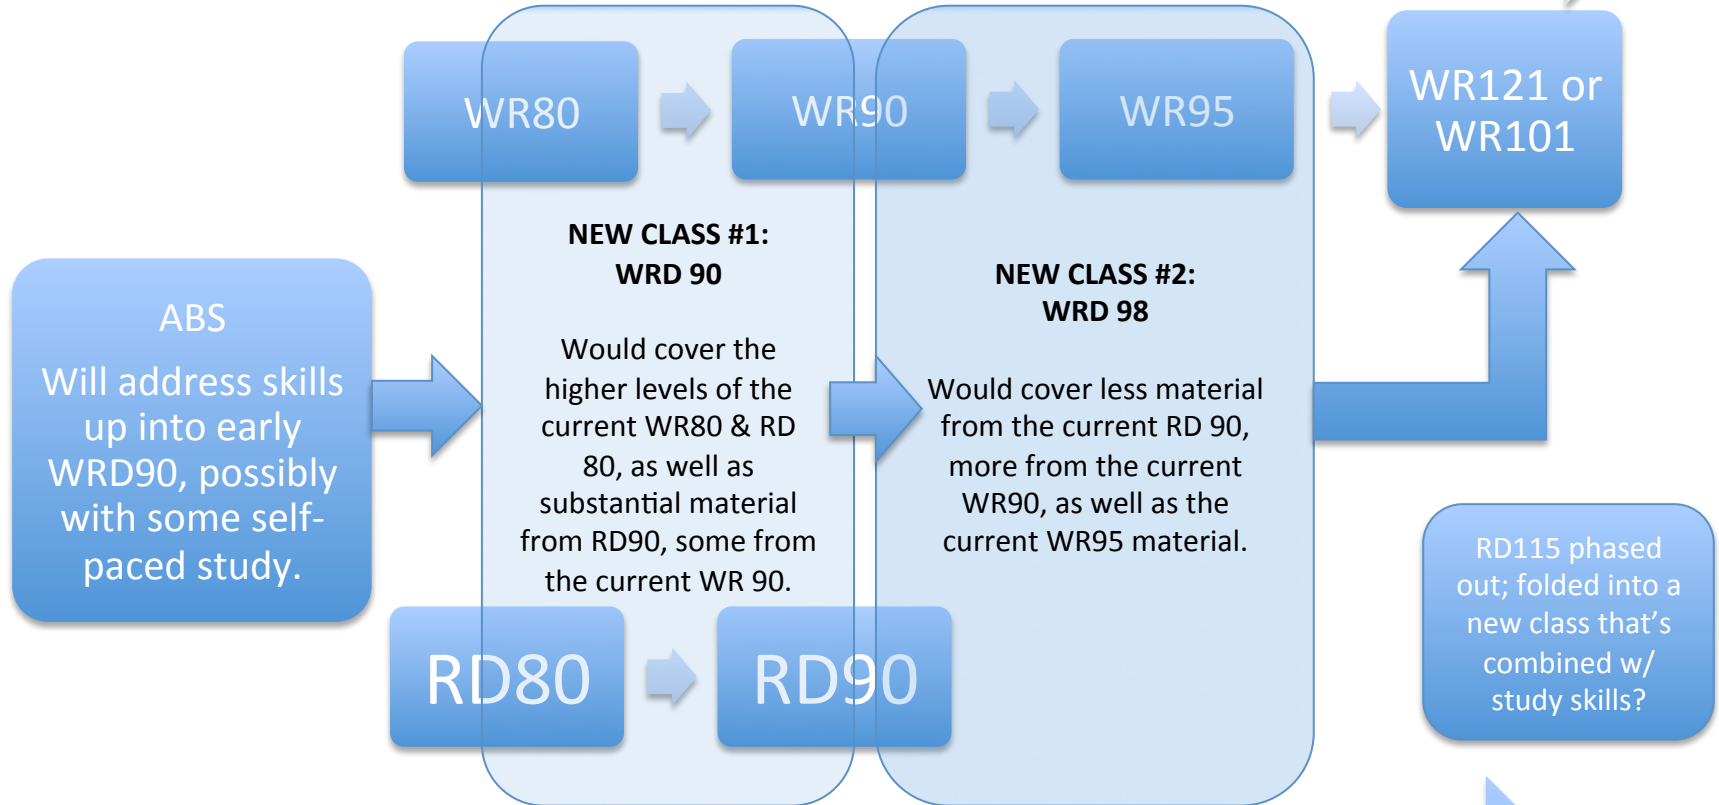 WR80
WR90
WR95
WR121 or
WR101
ABS
Will address skills
up into early
WRD90, possibly
with some self-
paced study.
NEW CLASS #1:
WRD 90
Would cover the
higher levels of the
current WR80 & RD
80, as well as
substantial material
from RD90, some from
the current WR 90.
NEW CLASS #2:
WRD 98
Would cover less material
from the current RD 90,
more from the current
WR90, as well as the
current WR95 material.
RD80
RD90
RD115 phased
out; folded into a
new class that's
combined w/
study skills?